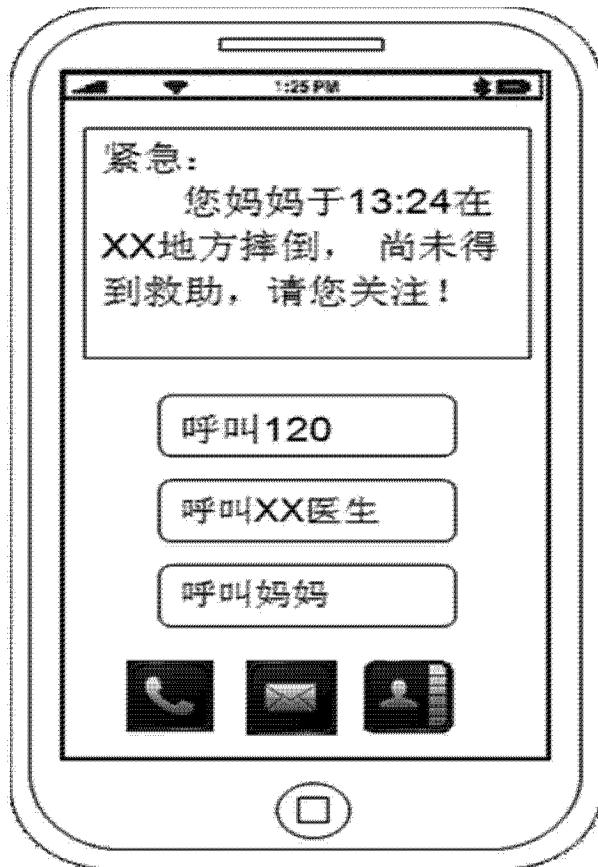 1:25 PM
紧急：
您妈妈于13:24在
XX地方摔倒， 尚未得
到救助，请您关注！
呼叫120
呼叫XX医生
呼叫妈妈